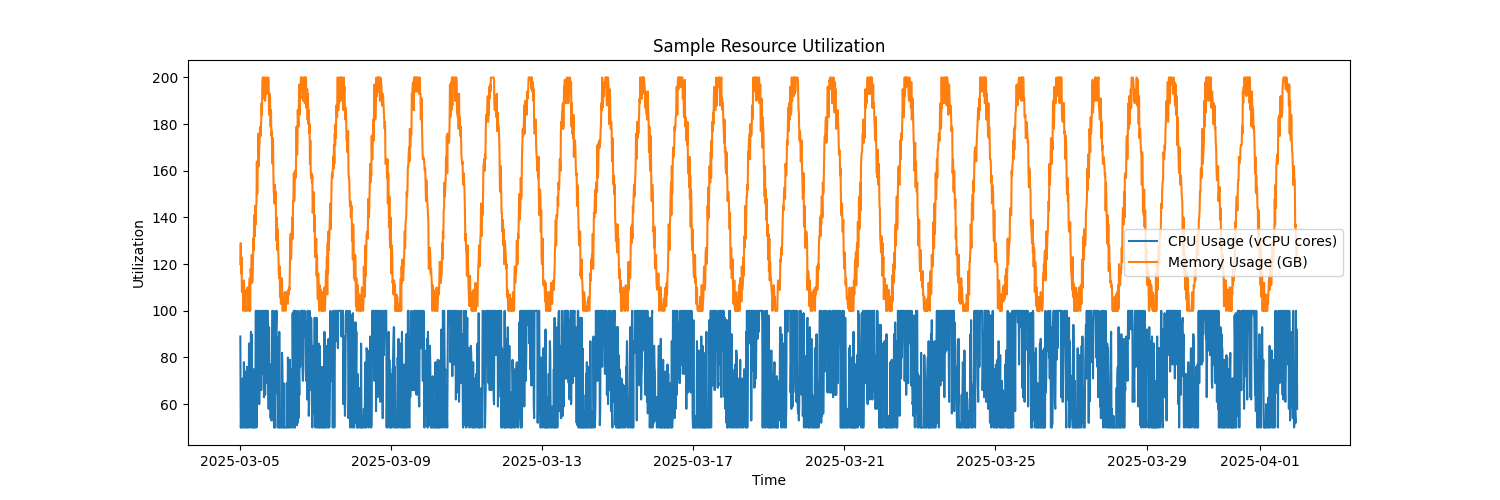 Sample Resource Utilization
200
180
160
140
120
100
80
60
Utilization
CPU Usage (vCPU cores)
Memory Usage (GB)
2025-03-05 2025-03-09 2025-03-13 2025-03-17 2025-03-21 2025-03-25 2025-03-29 2025-04-01
Time